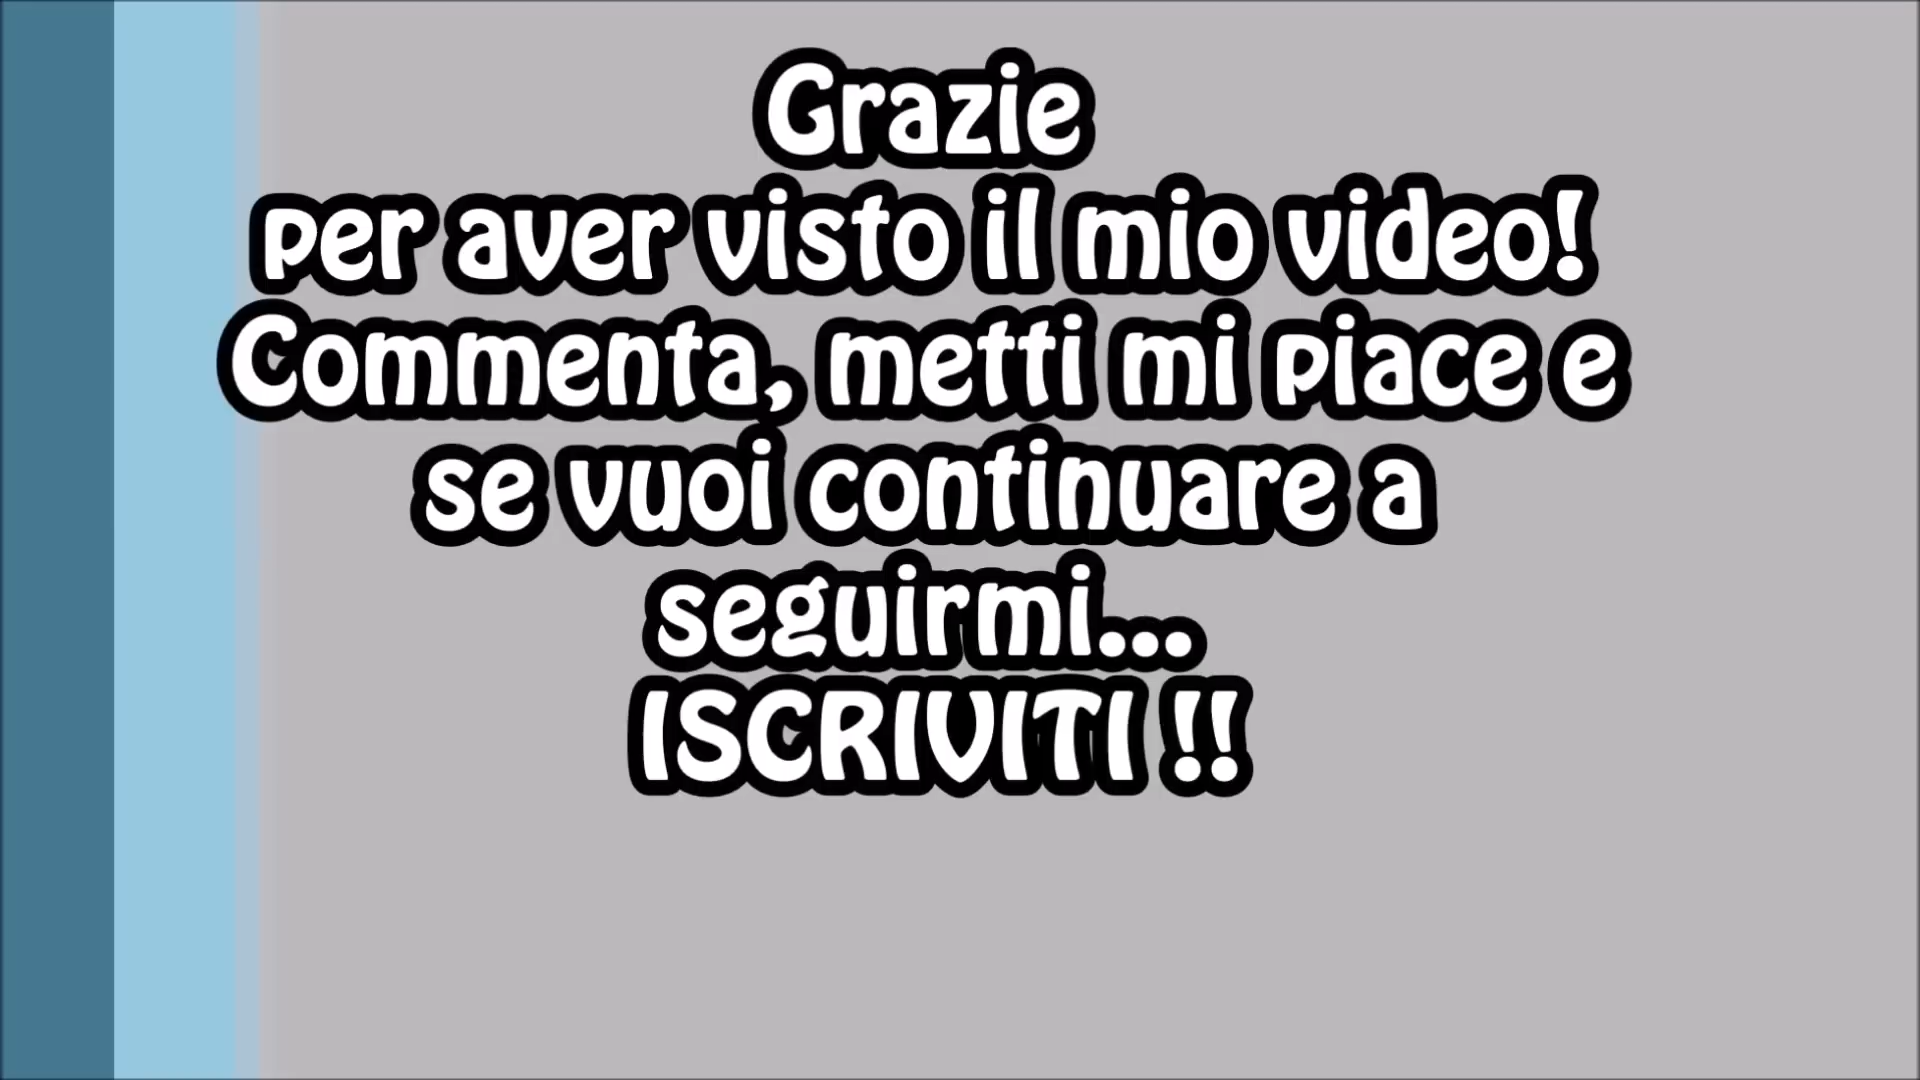 Grazie
per aver visto il mio video!
Commenta, metti mi piace e
se vuoi continuare a
seguirmi...
ISCRIVITI !!